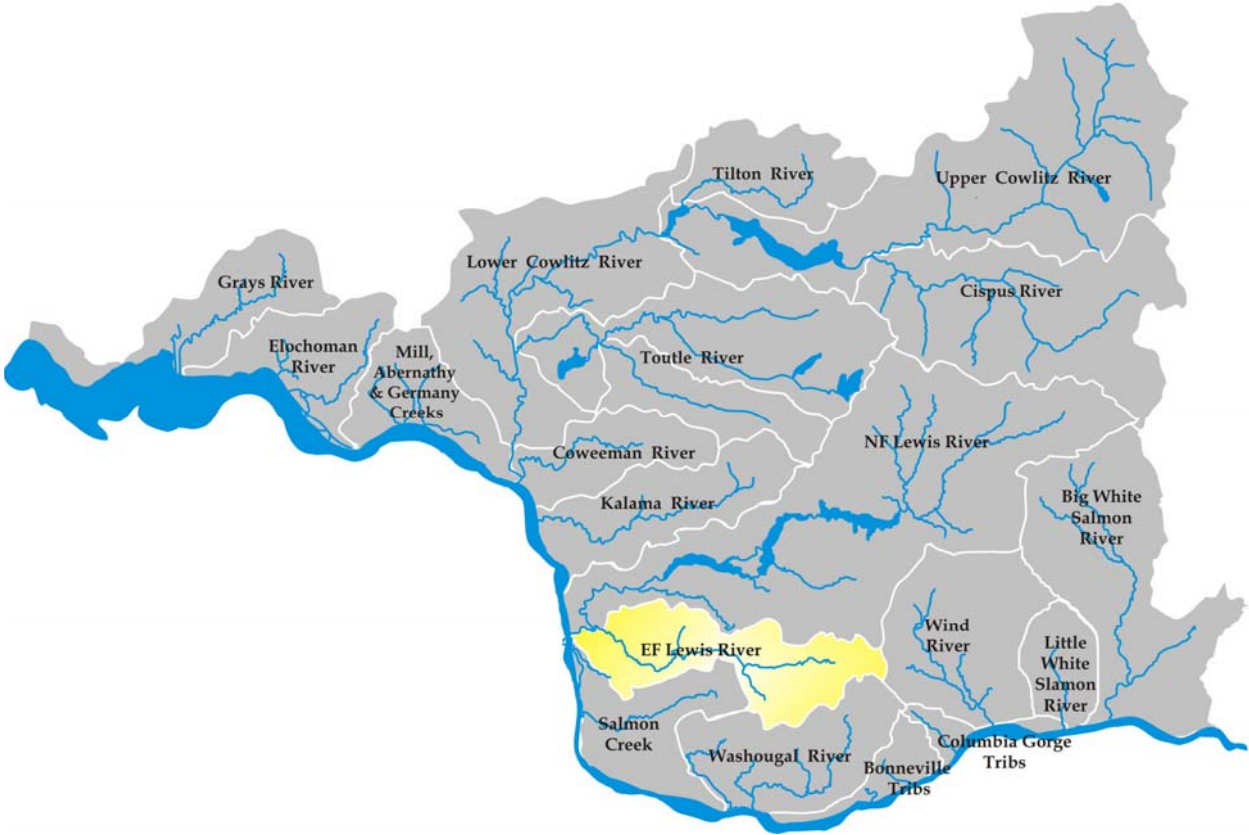 Tilton River
Upper Cowlitz River
Lower Cowlitz River
Grays River
Cispus River
Elochoman
River
Mill,
Abernathy
& Germany
Creeks
Toutle River
NF Lewis River
Coweeman River
Kalama River
Big White
Salmon
River
EF Lewis River
Wind
River
Little
White
Slamon
River
Salmon
Creek
Washougal River
Bonneville
Tribs
Columbia Gorge
Tribs